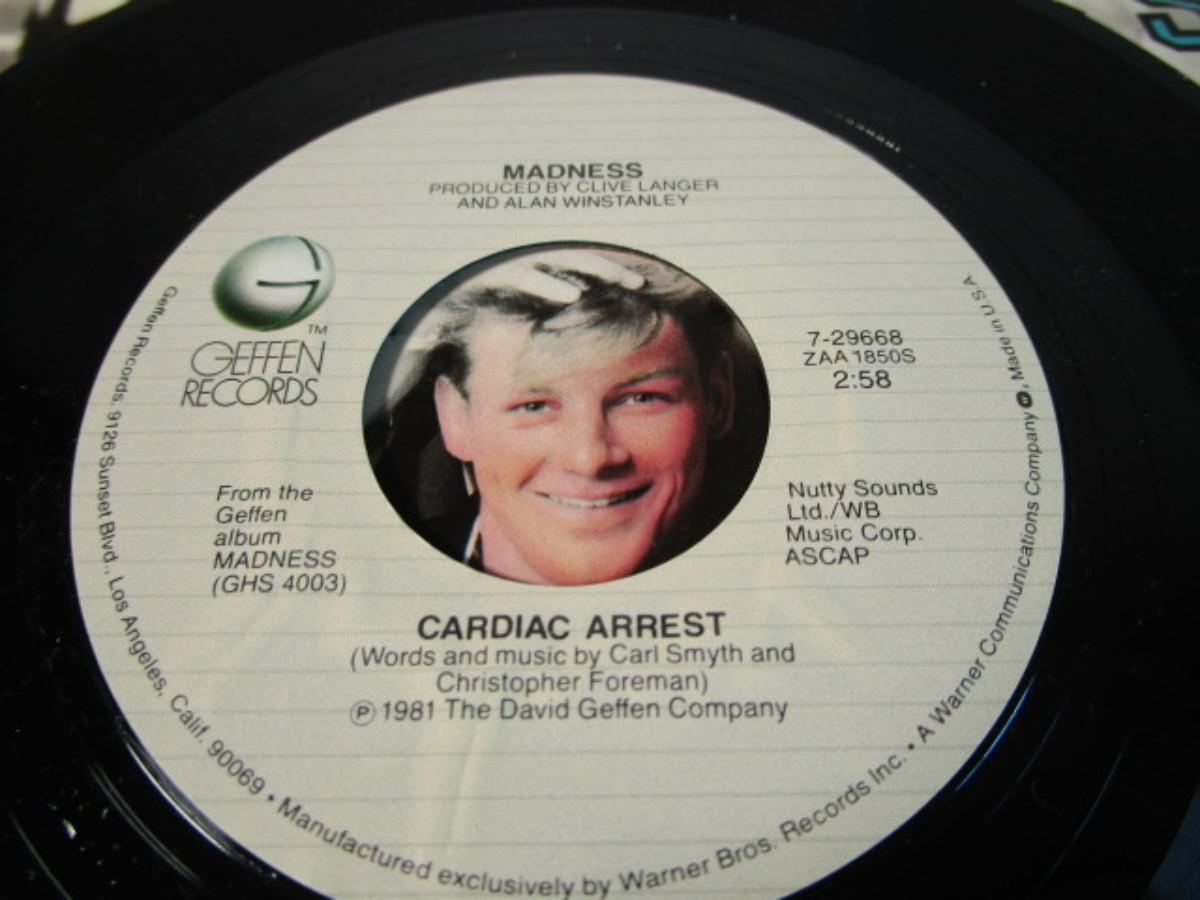 MADNESS
PRODUCED BY CLIVE LANGER
AND ALAN WINSTANLEY
G
TM
GEFFEN
RECORDS
7-29668
ZAA 1850S
2:58
From the
Geffen
album
MADNESS
(GHS 4003)
Nutty Sounds
Ltd./WB
Music Corp.
ASCAP
CARDIAC ARREST
(Words and music by Carl Smyth and
Christopher Foreman)
Ⓟ 1981 The David Geffen Company
Geffen Records, 9126 Sunset Blvd., Los Angeles, Calif. 90069 • Manufactured exclusively by Warner Bros. Records Inc. • A Warner Communications Company, Made in U.S.A